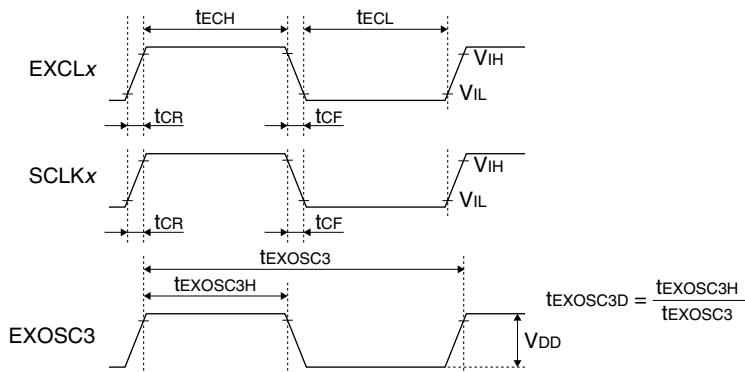 tECH tECL
EXCLx
VIH
VIL
tCR tCF
SCLKx
VIH
VIL
tCR tCF
tEXOSC3
tEXOSC3H
tEXOSC3D = tEXOSC3H
tEXOSC3
EXOSC3
VDD